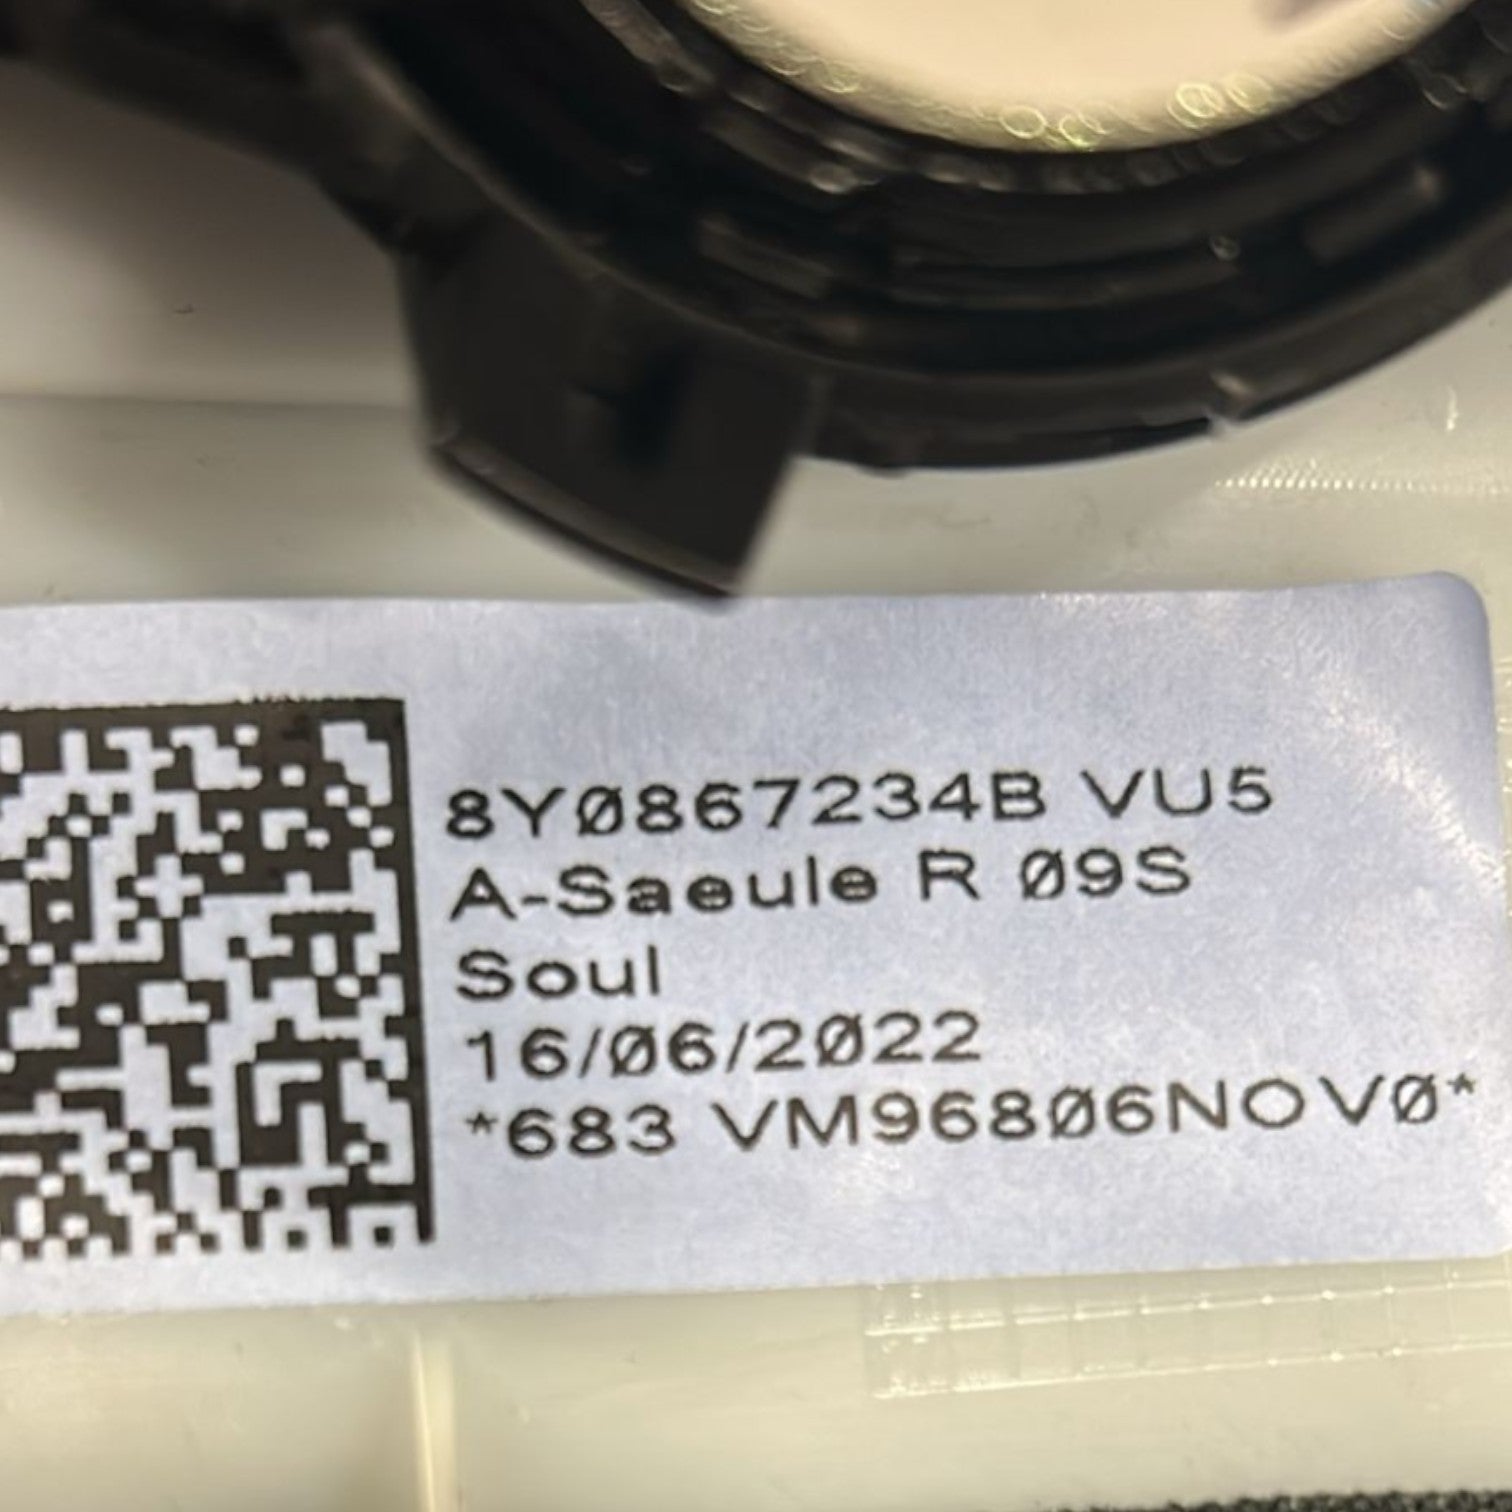 8Y0867234B VU5
A-Saeule R 09S
Soul
16/06/2022
*683 VM96806NOV0*